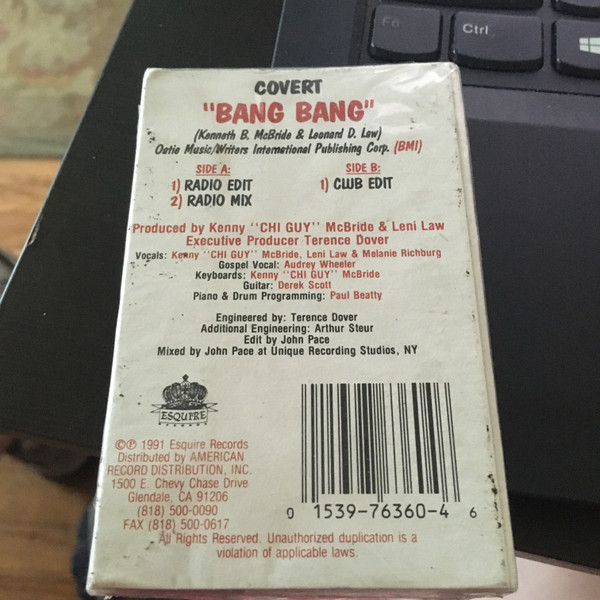 Fn
Ctrl
COVERT
"BANG BANG"
(Kenneth B. McBride & Leonard D. Law)
Oatie Music/Writers International Publishing Corp. (BMI)
SIDE A:
1) RADIO EDIT
2) RADIO MIX
SIDE B:
1) CLUB EDIT
Produced by Kenny "CHI GUY" McBride & Leni Law
Executive Producer Terence Dover
Vocals: Kenny "CHI GUY" McBride, Leni Law & Melanie Richburg
Gospel Vocal: Audrey Wheeler
Keyboards: Kenny "CHI GUY" McBride
Guitar: Derek Scott
Piano & Drum Programming: Paul Beatty
Engineered by: Terence Dover
Additional Engineering: Arthur Steur
Edit by John Pace
Mixed by John Pace at Unique Recording Studios, NY
ESQUIRE
RECORDS
©℗ 1991 Esquire Records
Distributed by AMERICAN
RECORD DISTRIBUTION, INC.
1500 E. Chevy Chase Drive
Glendale, CA 91206
(818) 500-0090
FAX (818) 500-0617
0 1539-76360-4 6
All Rights Reserved. Unauthorized duplication is a
violation of applicable laws.